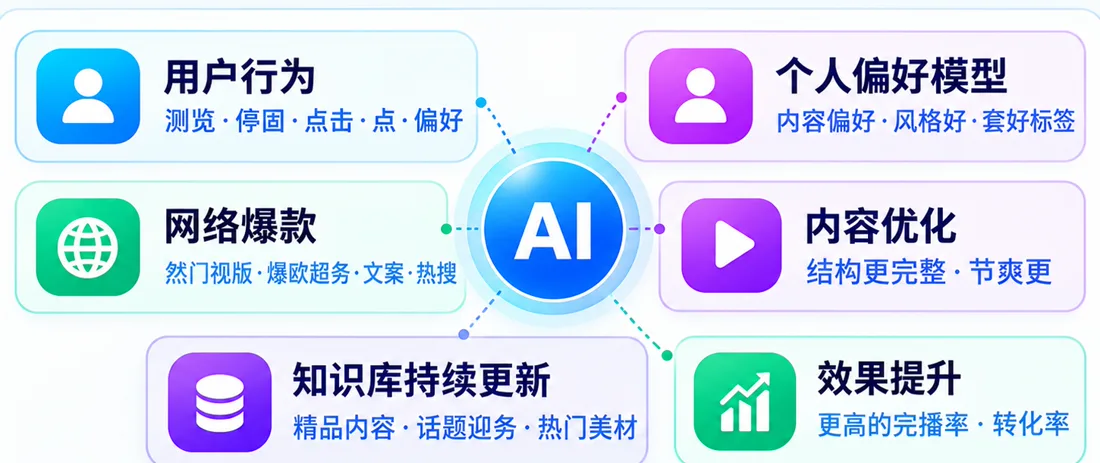 用户行为
测览 · 停固 · 点击 · 点 · 偏好
个人偏好模型
内容偏好 · 风格好 · 套好标签
AI
网络爆款
然门视版 · 爆欧超务 · 文案 · 热搜
内容优化
结构更完整 · 节爽更
知识库持续更新
精品内容 · 话题迎务 · 热门美材
效果提升
更高的完播率 · 转化率